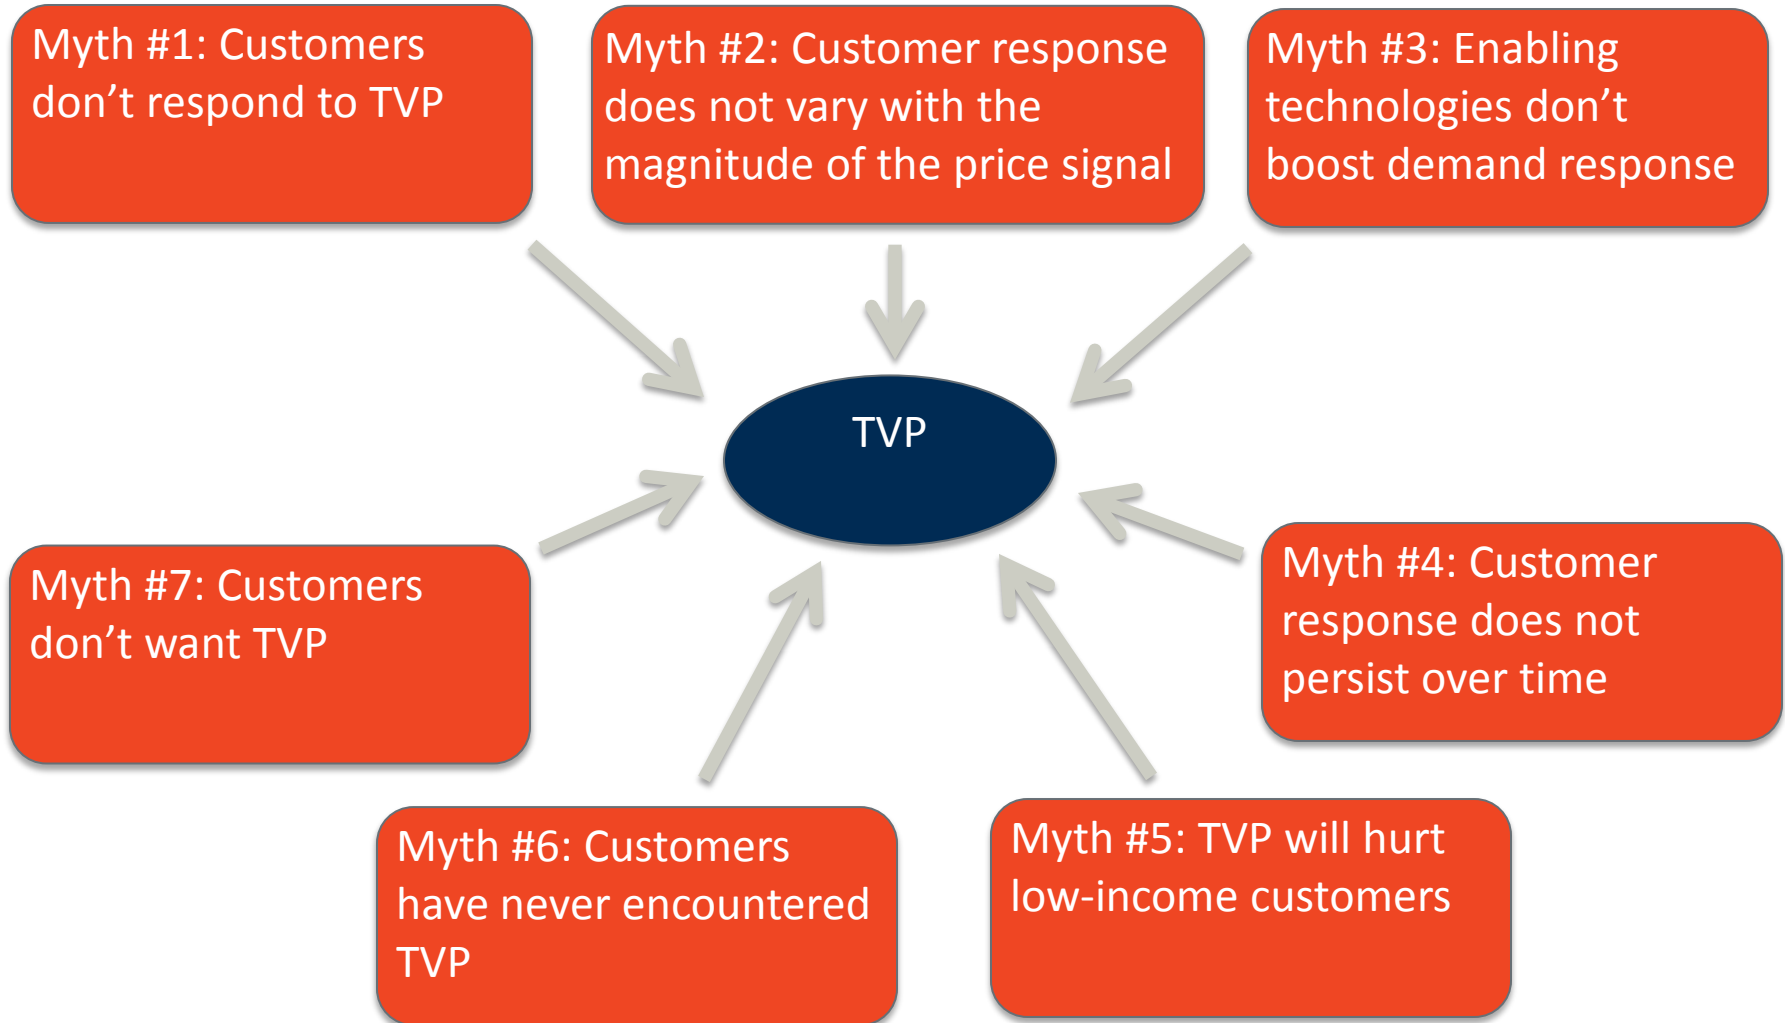 Myth #1: Customers
don’t respond to TVP
Myth #2: Customer response
does not vary with the
magnitude of the price signal
Myth #3: Enabling
technologies don’t
boost demand response
TVP
Myth #4: Customer
response does not
persist over time
Myth #5: TVP will hurt
low-income customers
Myth #6: Customers
have never encountered
TVP
Myth #7: Customers
don’t want TVP